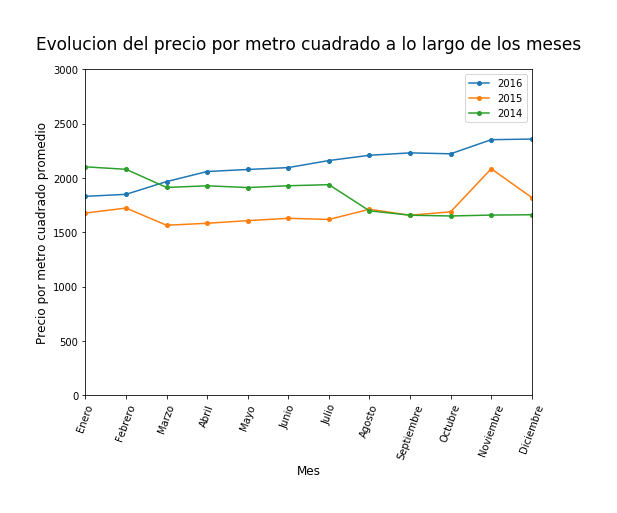 Evolucion del precio por metro cuadrado a lo largo de los meses
2016
2015
2014
Precio por metro cuadrado promedio
3000
2500
2000
1500
1000
500
0
Enero
Febrero
Marzo
Abril
Mayo
Junio
Julio
Agosto
Septiembre
Octubre
Noviembre
Diciembre
Mes